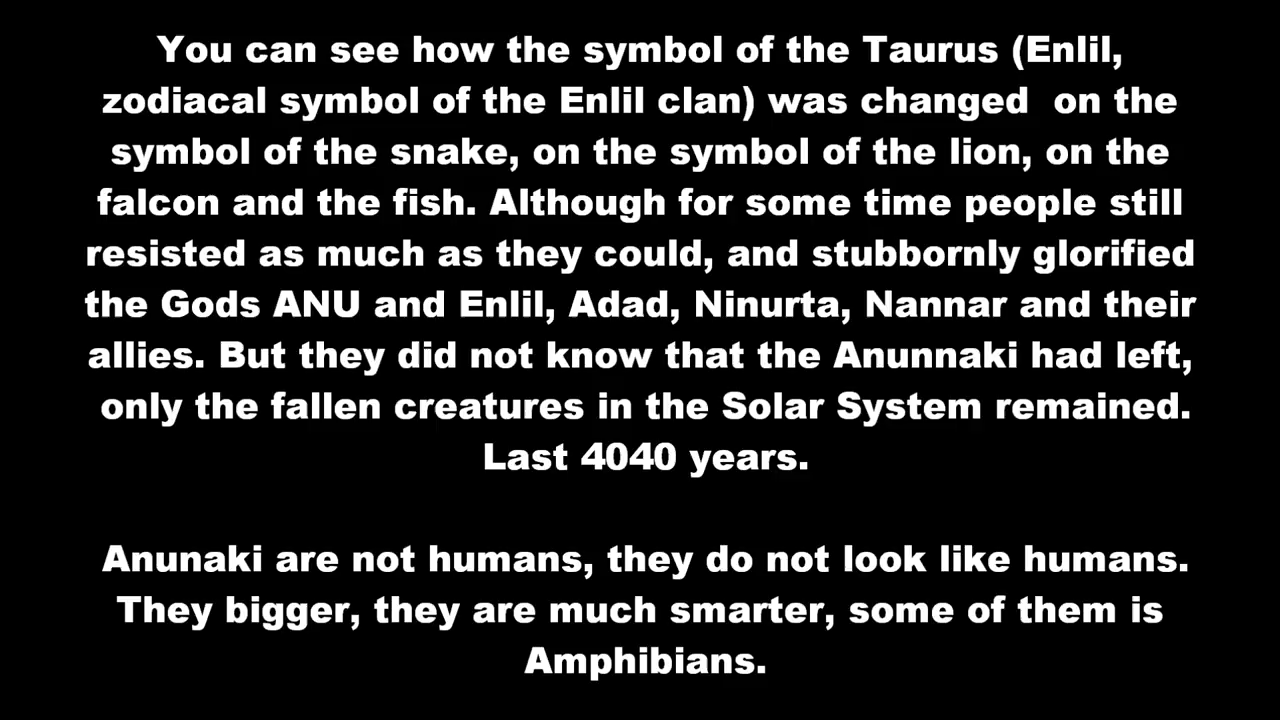 You can see how the symbol of the Taurus (Enlil,
zodiacal symbol of the Enlil clan) was changed  on the
symbol of the snake, on the symbol of the lion, on the
falcon and the fish. Although for some time people still
resisted as much as they could, and stubbornly glorified
the Gods ANU and Enlil, Adad, Ninurta, Nannar and their
allies. But they did not know that the Anunnaki had left,
only the fallen creatures in the Solar System remained.
Last 4040 years.
Anunaki are not humans, they do not look like humans.
They bigger, they are much smarter, some of them is
Amphibians.